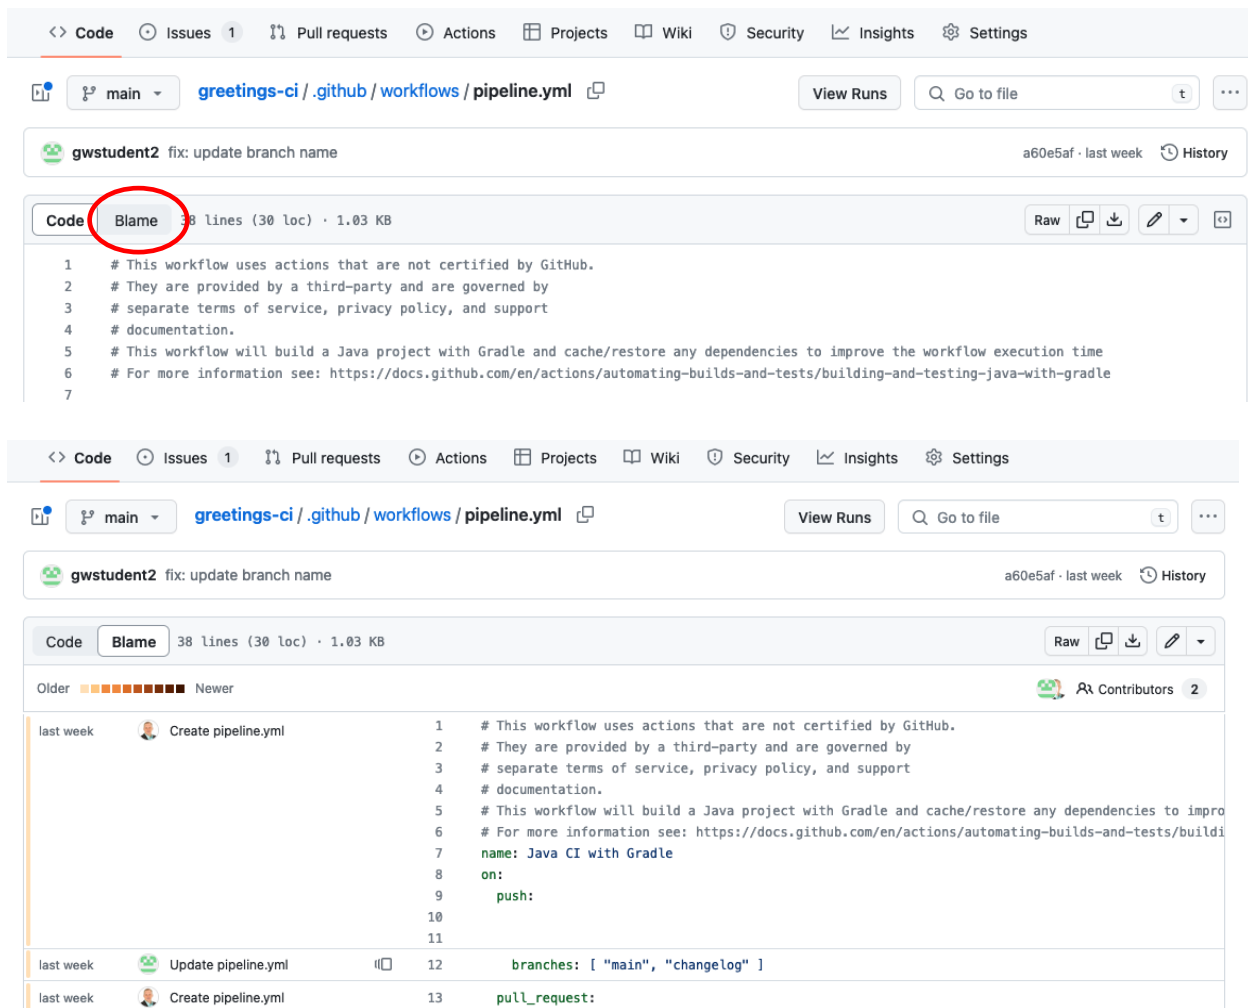 Code Issues 1 Pull requests Actions Projects Wiki Security Insights Settings
main greetings-ci / .github / workflows / pipeline.yml View Runs Go to file t ...
gwstudent2 fix: update branch name a60e5af · last week History
Code Blame 38 lines (30 loc) · 1.03 KB Raw
1 # This workflow uses actions that are not certified by GitHub.
2 # They are provided by a third-party and are governed by
3 # separate terms of service, privacy policy, and support
4 # documentation.
5 # This workflow will build a Java project with Gradle and cache/restore any dependencies to improve the workflow execution time
6 # For more information see: https://docs.github.com/en/actions/automating-builds-and-tests/building-and-testing-java-with-gradle
7
Code Issues 1 Pull requests Actions Projects Wiki Security Insights Settings
main greetings-ci / .github / workflows / pipeline.yml View Runs Go to file t ...
gwstudent2 fix: update branch name a60e5af · last week History
Code Blame 38 lines (30 loc) · 1.03 KB Raw
Older Newer Contributors 2
last week Create pipeline.yml 1 # This workflow uses actions that are not certified by GitHub.
2 # They are provided by a third-party and are governed by
3 # separate terms of service, privacy policy, and support
4 # documentation.
5 # This workflow will build a Java project with Gradle and cache/restore any dependencies to impro
6 # For more information see: https://docs.github.com/en/actions/automating-builds-and-tests/buildi
7 name: Java CI with Gradle
8 on:
9 push:
10
11
last week Update pipeline.yml 12 branches: [ "main", "changelog" ]
last week Create pipeline.yml 13 pull_request: